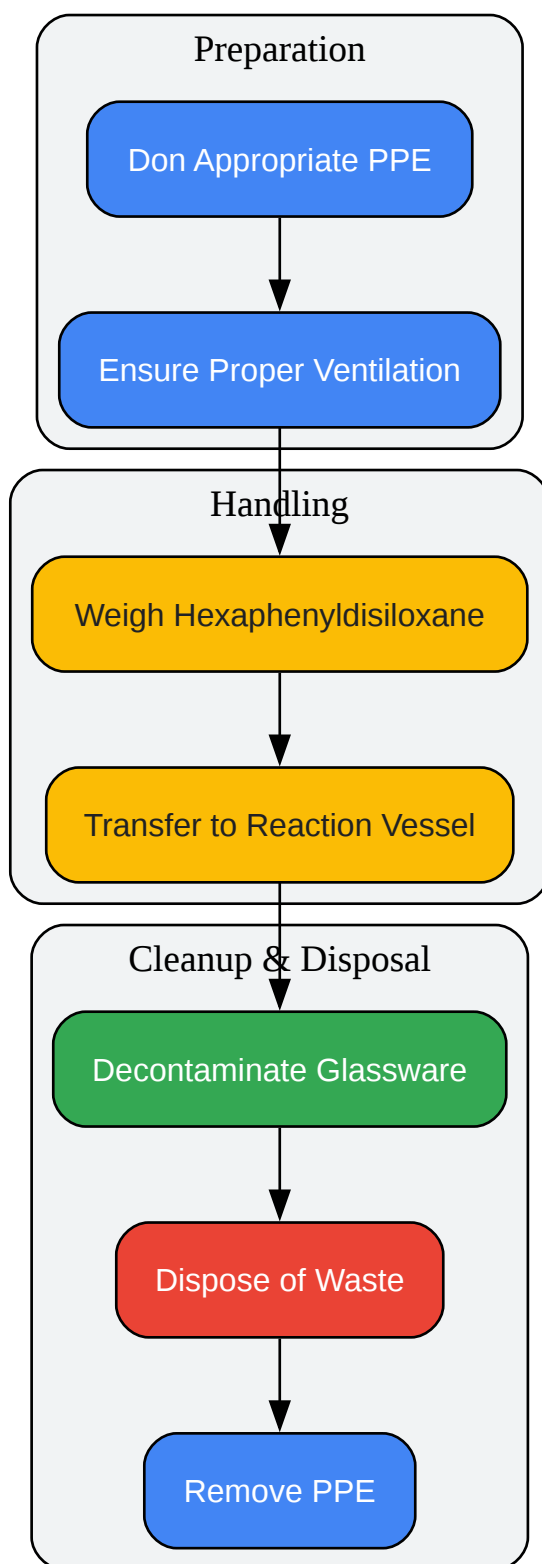 Preparation
Don Appropriate PPE
Ensure Proper Ventilation
Handling
Weigh Hexaphenyldisiloxane
Transfer to Reaction Vessel
Cleanup & Disposal
Decontaminate Glassware
Dispose of Waste
Remove PPE